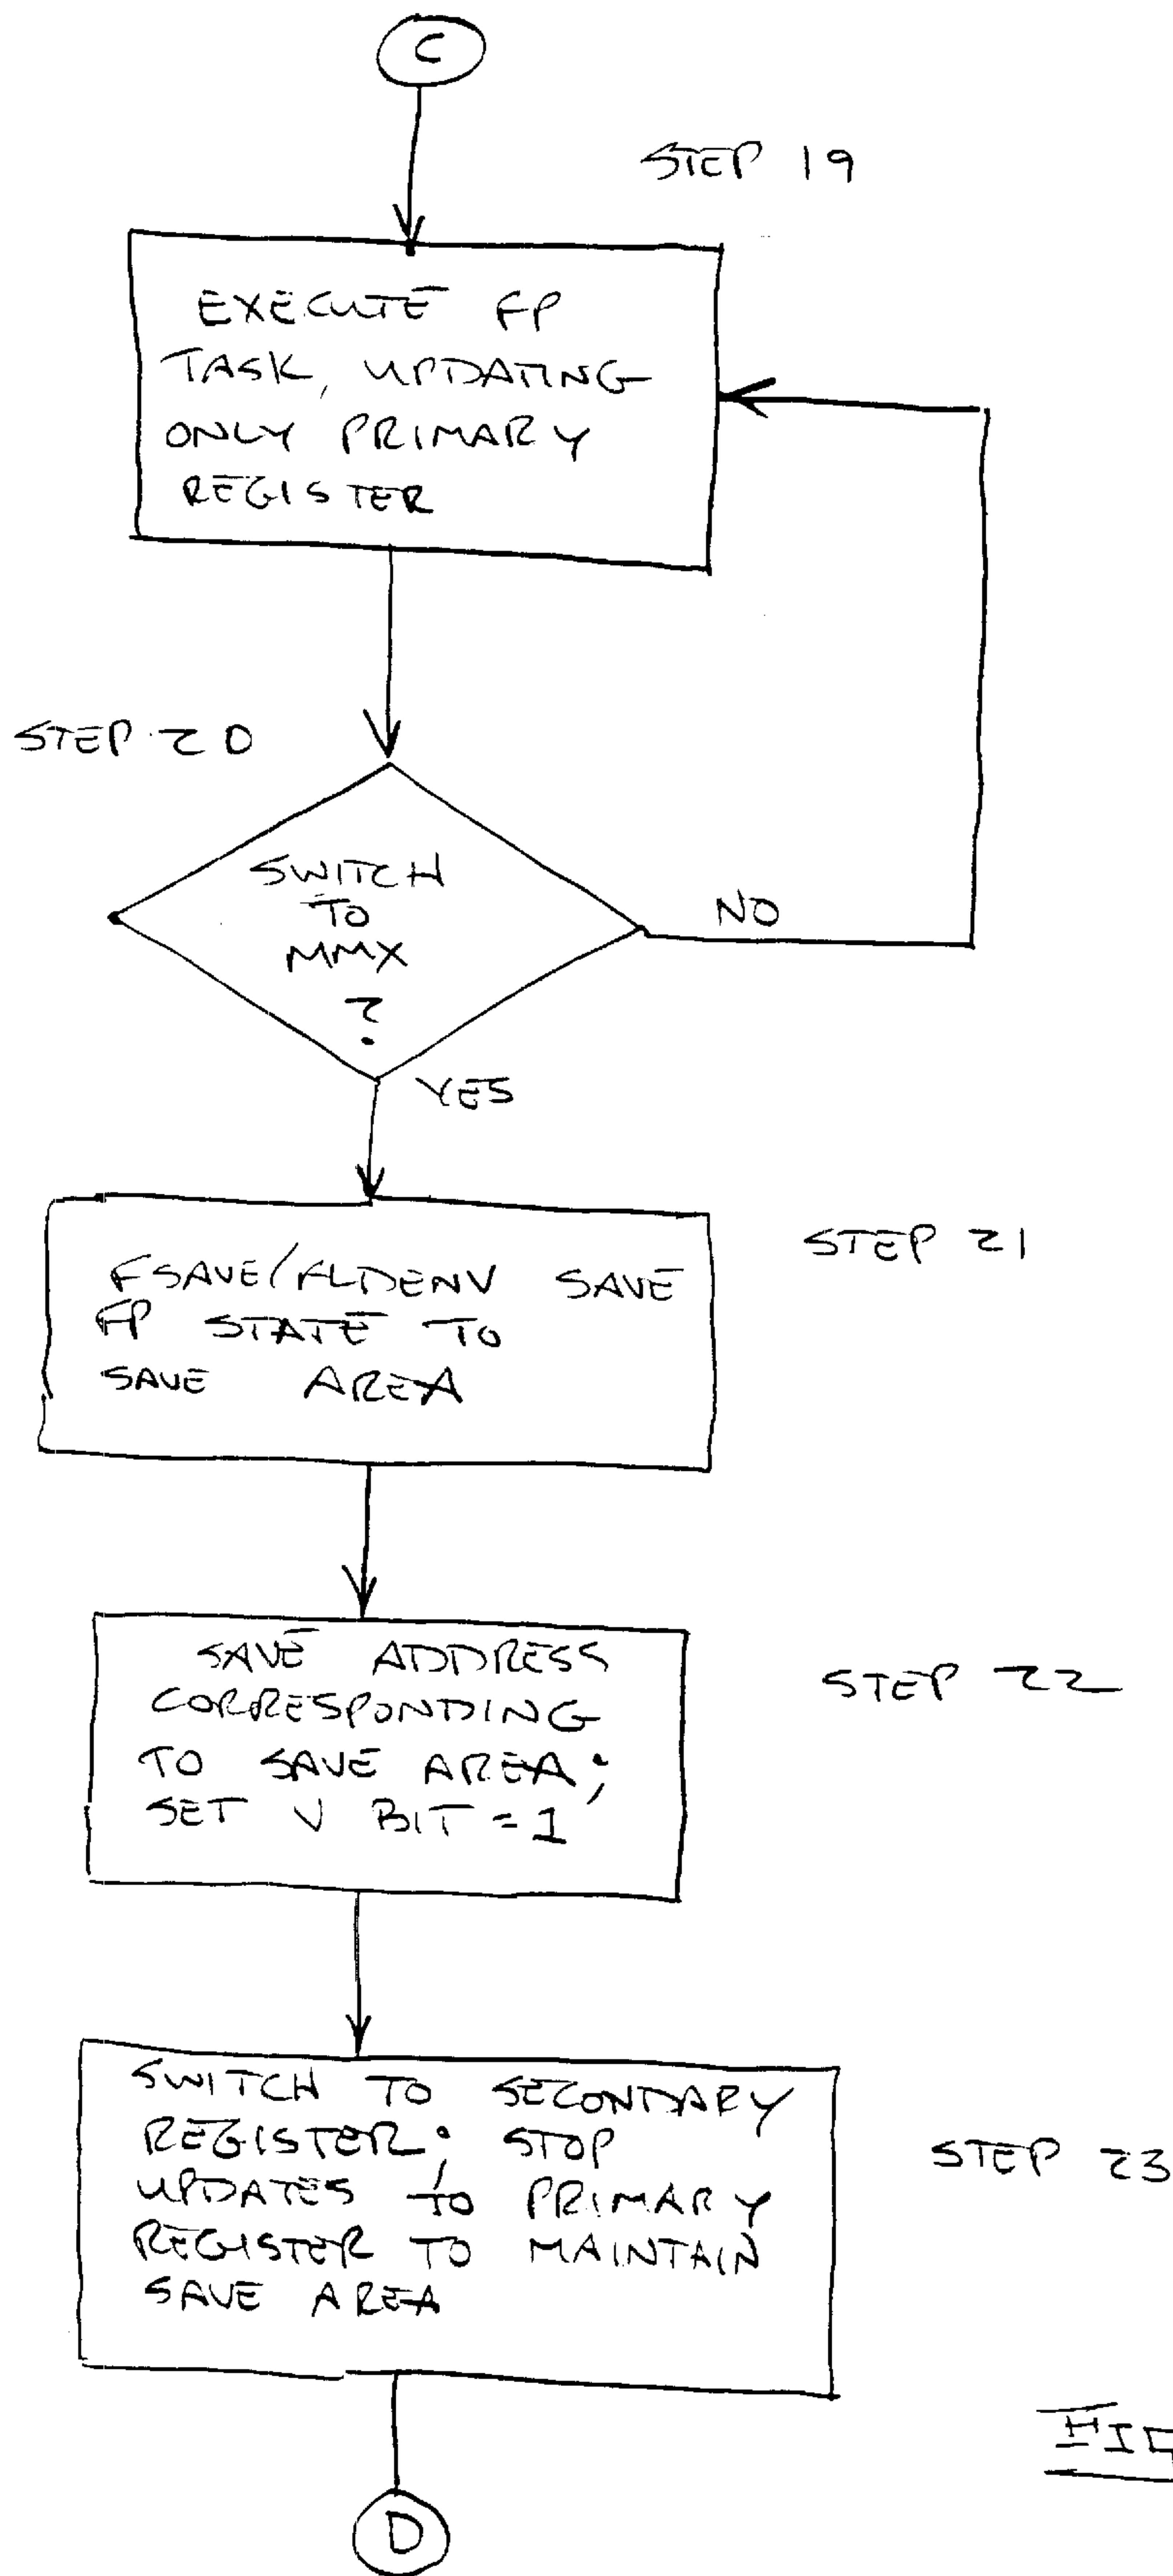 C
STEP 19
EXECUTE FP
TASK, UPDATING
ONLY PRIMARY
REGISTER
STEP 20
SWITCH
TO
MMX
?
NO
YES
STEP 21
FSAVE/FLDENV SAVE
FP STATE TO
SAVE AREA
STEP 22
SAVE ADDRESS
CORRESPONDING
TO SAVE AREA;
SET V BIT = 1
STEP 23
SWITCH TO SECONDARY
REGISTER; STOP
UPDATES TO PRIMARY
REGISTER TO MAINTAIN
SAVE AREA
D